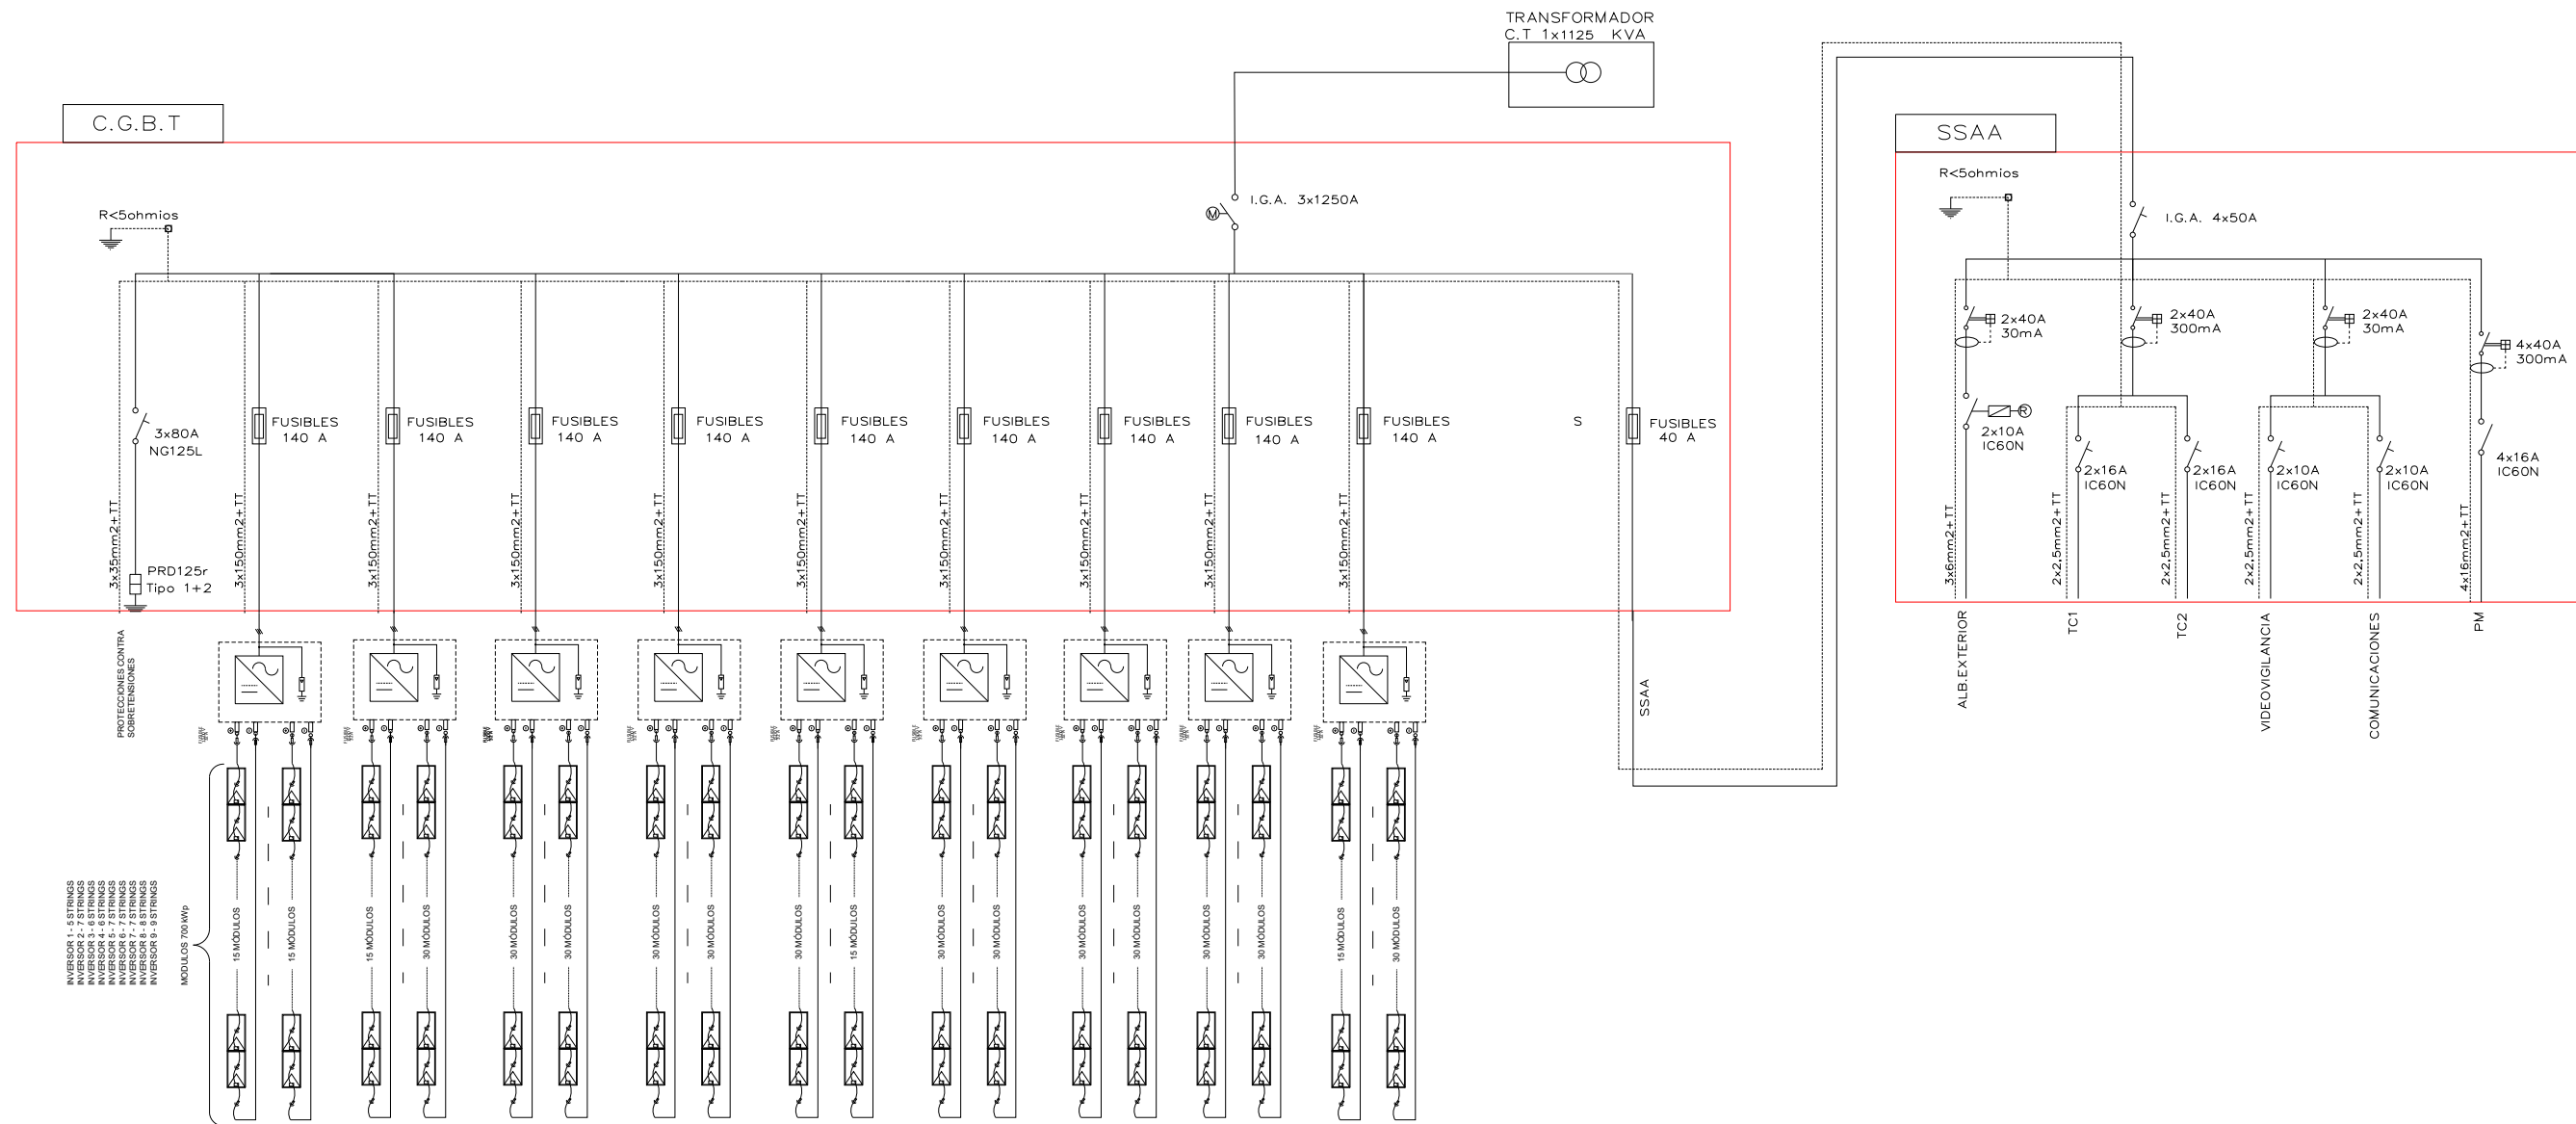 TRANSFORMADOR
C.T 1x1125 KVA
C.G.B.T
SSAA
R<5ohmios
I.G.A. 3x1250A
R<5ohmios
I.G.A. 4x50A
2x40A
30mA
2x40A
300mA
2x40A
30mA
4x40A
300mA
3x80A
NG125L
FUSIBLES
140 A
FUSIBLES
140 A
FUSIBLES
140 A
FUSIBLES
140 A
FUSIBLES
140 A
FUSIBLES
140 A
FUSIBLES
140 A
FUSIBLES
140 A
FUSIBLES
140 A
S
FUSIBLES
40 A
2x10A
IC60N
2x16A
IC60N
2x16A
IC60N
2x10A
IC60N
2x10A
IC60N
4x16A
IC60N
3x35mm2+TT
3x150mm2+TT
3x150mm2+TT
3x150mm2+TT
3x150mm2+TT
3x150mm2+TT
3x150mm2+TT
3x150mm2+TT
3x150mm2+TT
3x150mm2+TT
3x6mm2+TT
2x2,5mm2+TT
2x2,5mm2+TT
2x2,5mm2+TT
2x2,5mm2+TT
4x16mm2+TT
PRD125r
Tipo 1+2
PROTECCIONES CONTRA
SOBRETENSIONES
SSAA
ALB.EXTERIOR
TC1
TC2
VIDEOVIGILANCIA
COMUNICACIONES
PM
INVERSOR 1 - 5 STRINGS
INVERSOR 2 - 7 STRINGS
INVERSOR 3 - 6 STRINGS
INVERSOR 4 - 6 STRINGS
INVERSOR 5 - 7 STRINGS
INVERSOR 6 - 7 STRINGS
INVERSOR 7 - 7 STRINGS
INVERSOR 8 - 8 STRINGS
INVERSOR 9 - 9 STRINGS
MODULOS 700 kWp
15 MÓDULOS
15 MÓDULOS
15 MÓDULOS
30 MÓDULOS
30 MÓDULOS
30 MÓDULOS
30 MÓDULOS
30 MÓDULOS
30 MÓDULOS
15 MÓDULOS
30 MÓDULOS
30 MÓDULOS
30 MÓDULOS
30 MÓDULOS
30 MÓDULOS
30 MÓDULOS
15 MÓDULOS
30 MÓDULOS